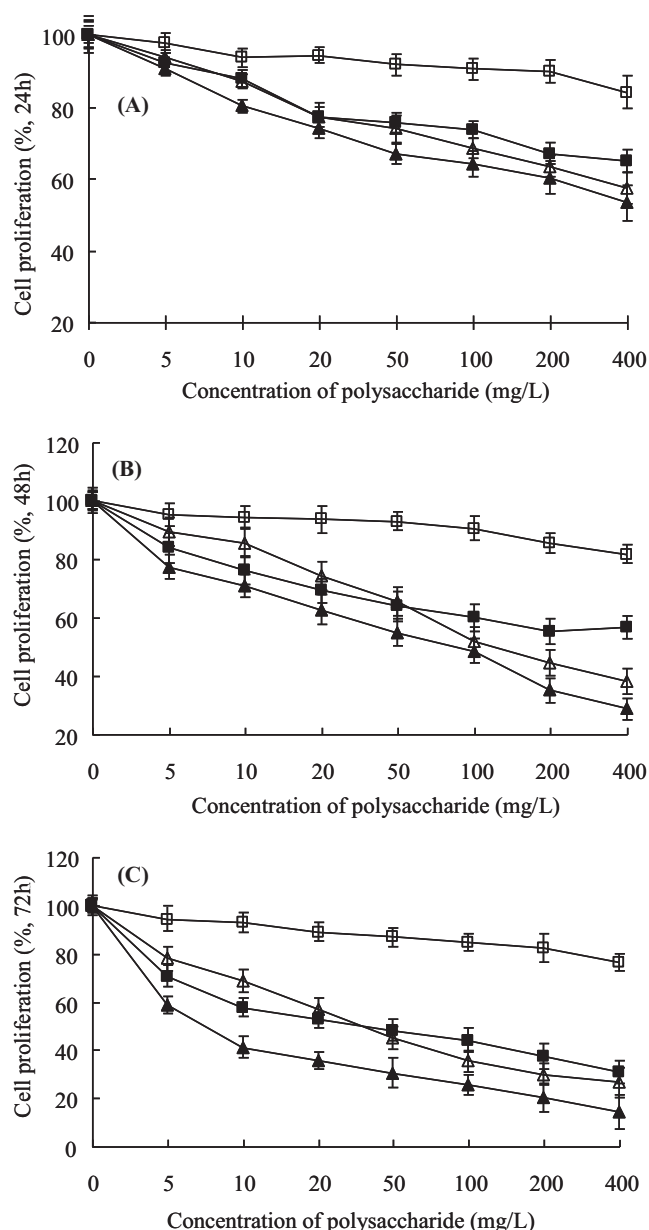 100
80
60
40
20
(A)
Cell proliferation (%, 24h)
0 5 10 20 50 100 200 400
Concentration of polysaccharide (mg/L)
120
100
80
60
40
20
(B)
Cell proliferation (%, 48h)
0 5 10 20 50 100 200 400
Concentration of polysaccharide (mg/L)
120
100
80
60
40
20
0
(C)
Cell proliferation (%, 72h)
0 5 10 20 50 100 200 400
Concentration of polysaccharide (mg/L)